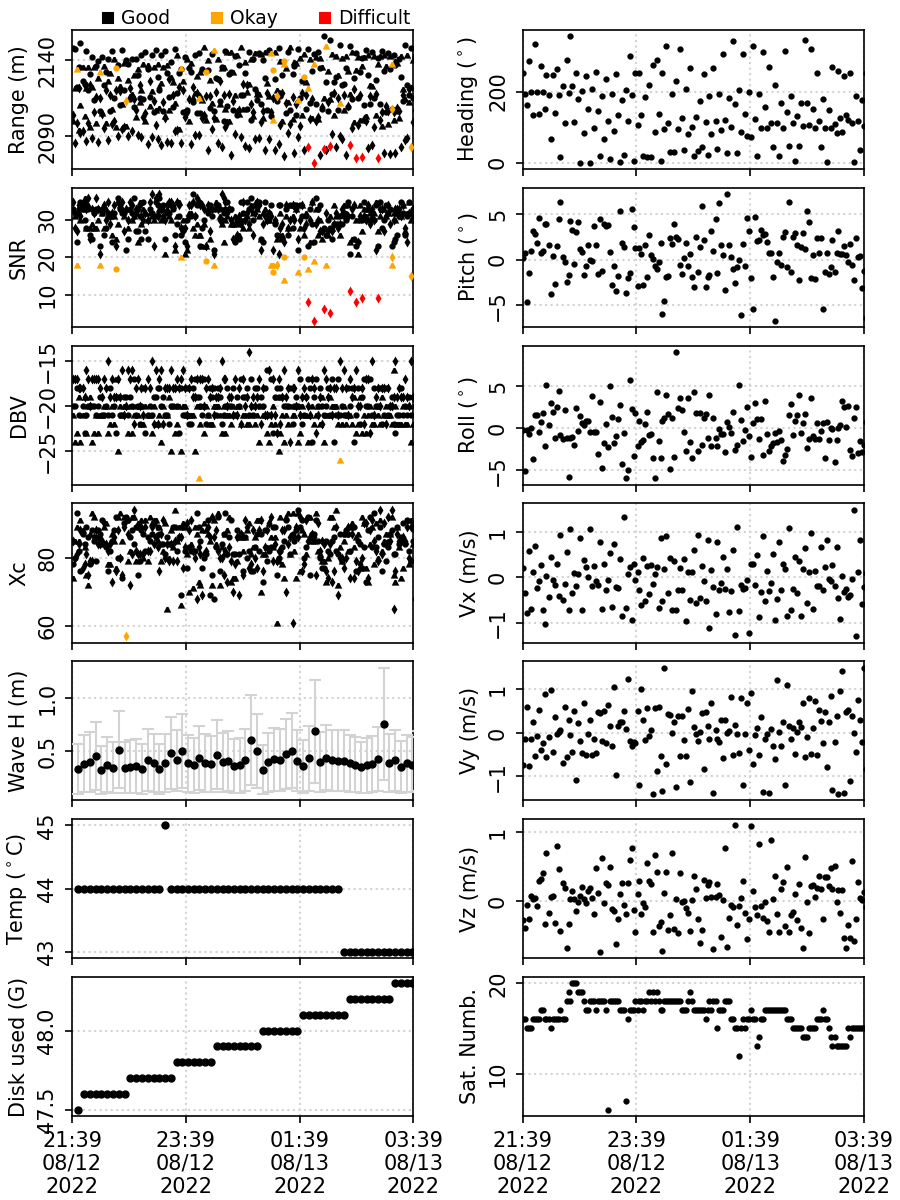 Good Okay Difficult
Range (m)
2140
2090
Heading (°)
200
0
SNR
30
20
10
Pitch (°)
5
0
−5
DBV
−15
−20
−25
Roll (°)
5
0
−5
Xc
80
60
Vx (m/s)
1
0
−1
Wave H (m)
1.0
0.5
Vy (m/s)
1
0
−1
Temp (°C)
45
44
43
Vz (m/s)
1
0
Disk used (G)
48.0
47.5
Sat. Numb.
20
10
21:39 23:39 01:39 03:39
08/12 08/12 08/13 08/13
2022 2022 2022 2022
21:39 23:39 01:39 03:39
08/12 08/12 08/13 08/13
2022 2022 2022 2022